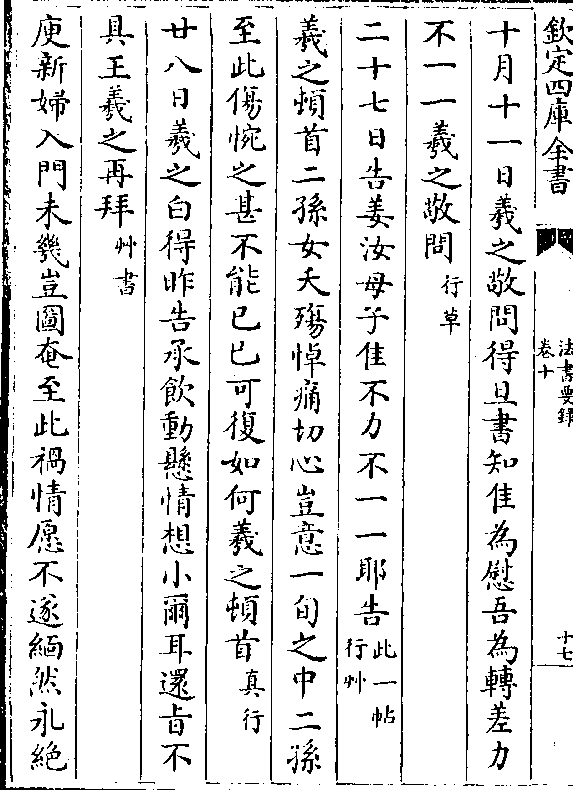 欽定四庫全書
法書要録
卷十
十七
十月十一日羲之敬問得旦書知佳為慰吾為轉差力
不一一羲之敬問行草
二十七日告姜汝母子佳不力不一一耶告此一帖行艸
羲之頓首二孫女夭殤悼痛切心豈意一旬之中二孫
至此傷惋之甚不能已已可復如何羲之頓首真行
廿八日羲之白得昨告承飲動懸情想小爾耳還旨不
具王羲之再拜艸書
庾新婦入門未幾豈圖奄至此禍情愿不遂緬然永絶